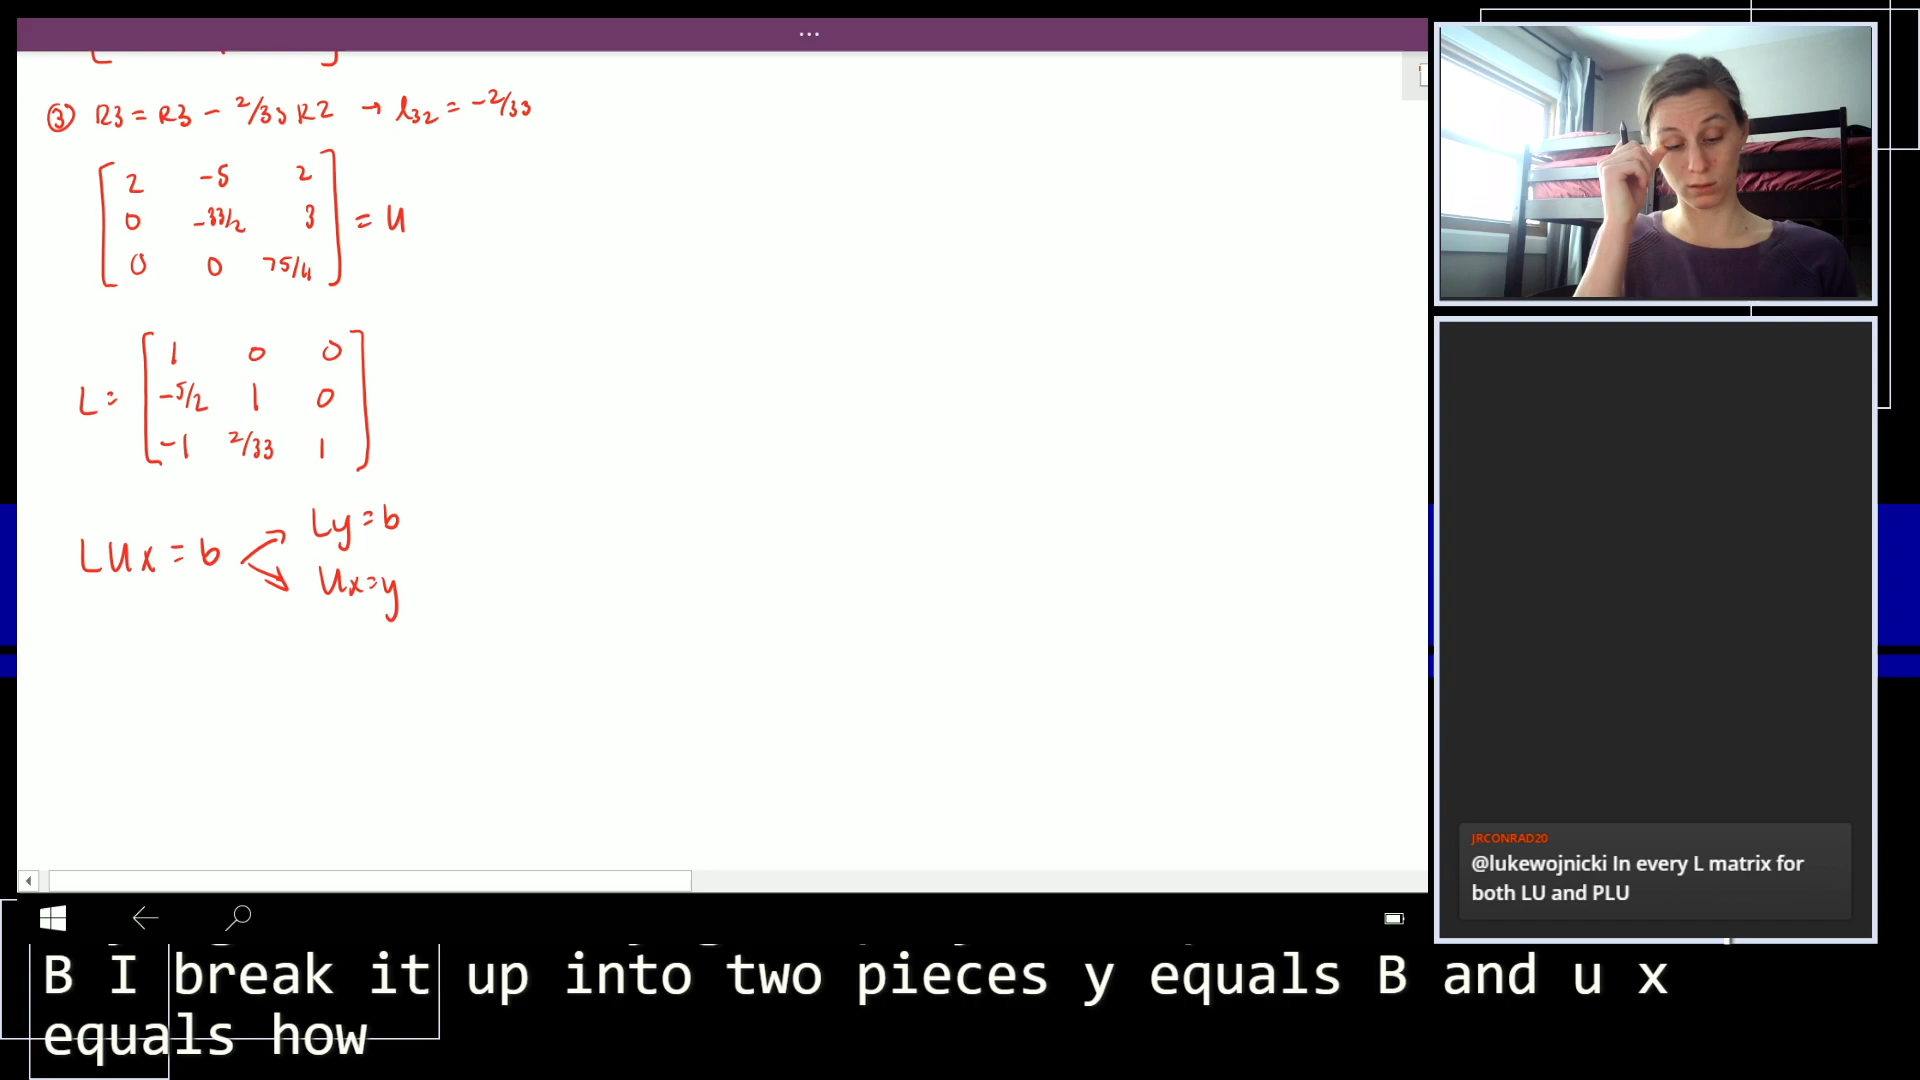 ③ R3 = R3 - 2/33 R2 → l32 = -2/33
2 -5 2
0 -33/2 3 = U
0 0 75/4
1 0 0
L = -5/2 1 0
-1 2/33 1
LUx = b
Ly = b
Ux = y
JRCONRAD20
@lukewojnicki In every L matrix for
both LU and PLU
B I break it up into two pieces y equals B and u x
equals how